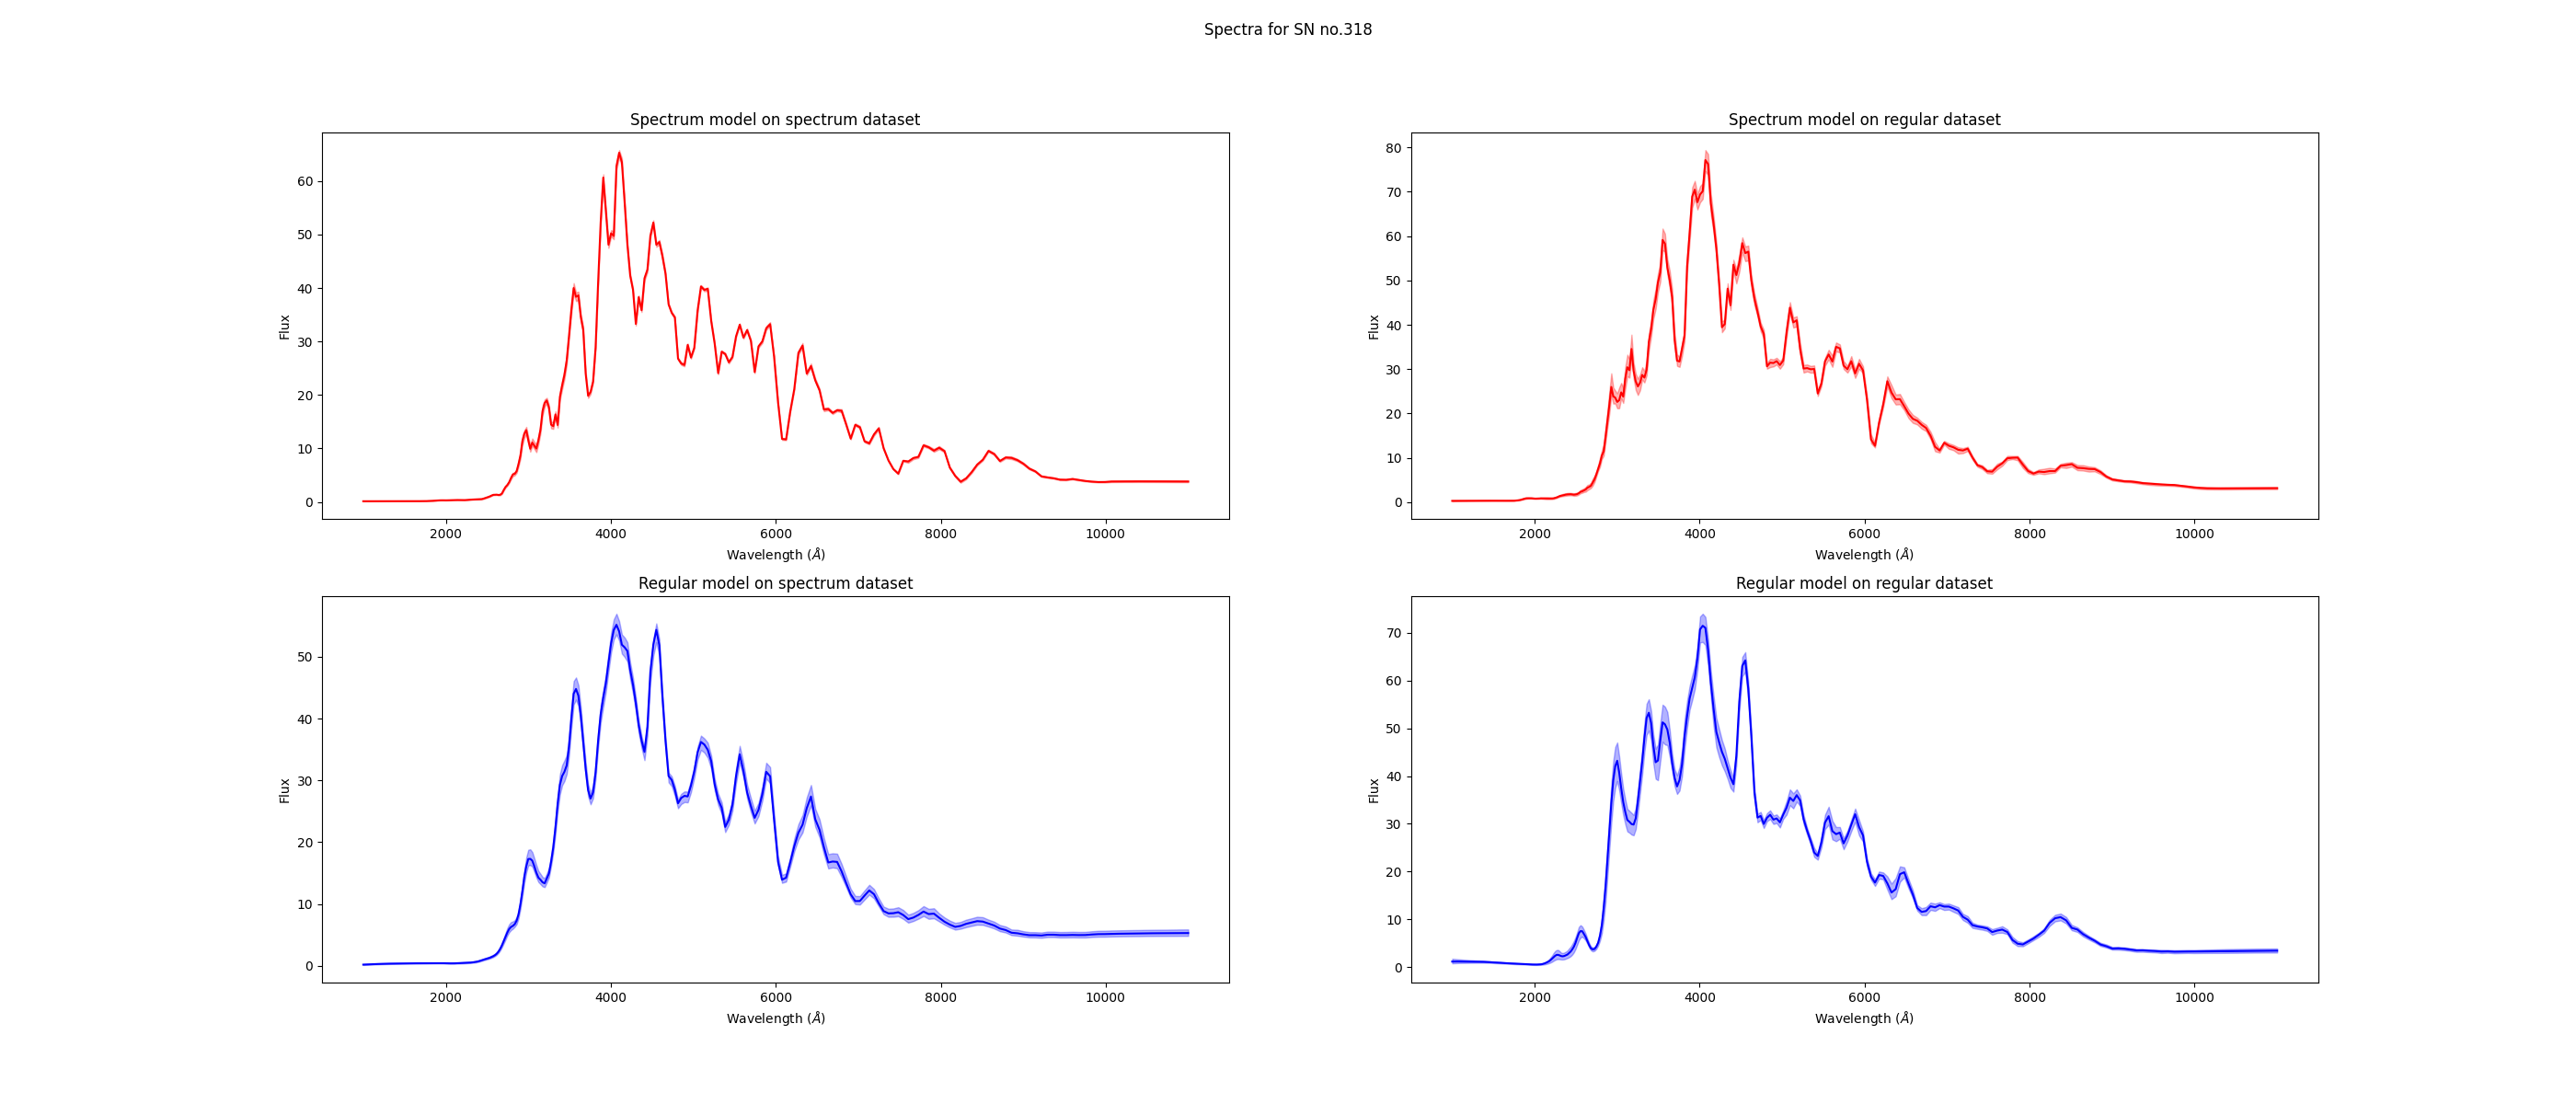 Spectra for SN no.318
Spectrum model on spectrum dataset
Flux
60
50
40
30
20
10
0
2000 4000 6000 8000 10000
Wavelength (Å)
Spectrum model on regular dataset
Flux
80
70
60
50
40
30
20
10
0
2000 4000 6000 8000 10000
Wavelength (Å)
Regular model on spectrum dataset
Flux
50
40
30
20
10
0
2000 4000 6000 8000 10000
Wavelength (Å)
Regular model on regular dataset
Flux
70
60
50
40
30
20
10
0
2000 4000 6000 8000 10000
Wavelength (Å)